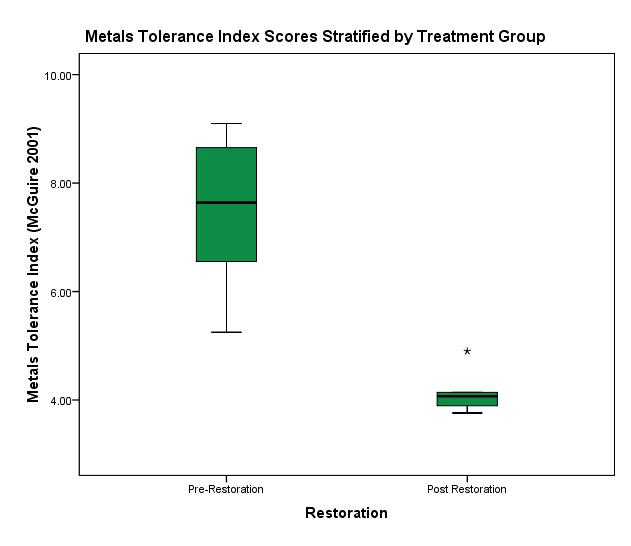 Metals Tolerance Index Scores Stratified by Treatment Group
Metals Tolerance Index (McGuire 2001)
10.00
8.00
6.00
4.00
*
Pre-Restoration
Post Restoration
Restoration